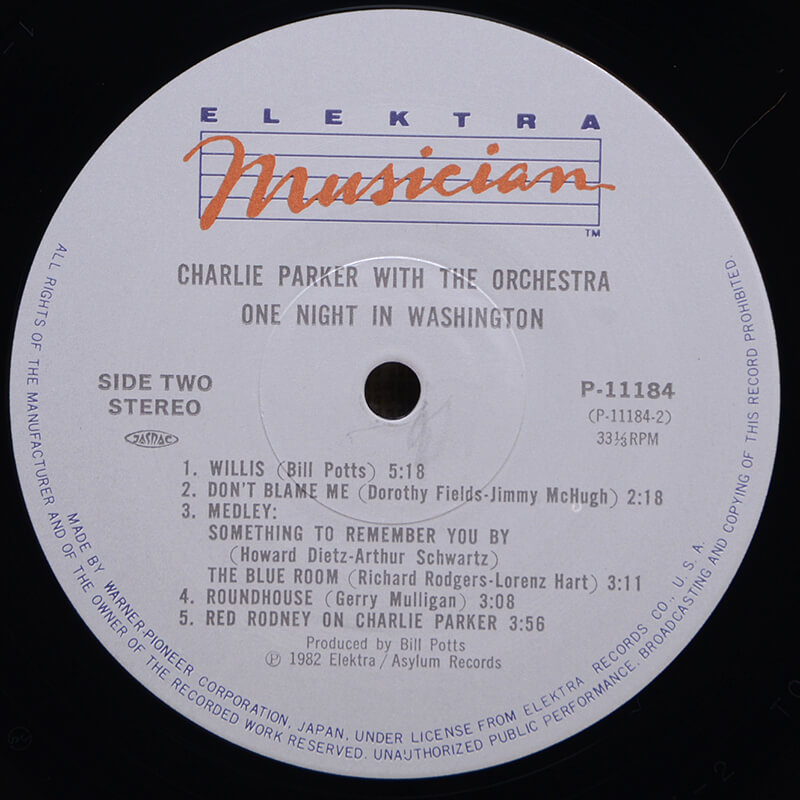 ELEKTRA
Musician
TM
CHARLIE PARKER WITH THE ORCHESTRA
ONE NIGHT IN WASHINGTON
SIDE TWO
STEREO
JASRAC
P-11184
(P-11184-2)
33⅓RPM
1. WILLIS (Bill Potts) 5:18
2. DON'T BLAME ME (Dorothy Fields-Jimmy McHugh) 2:18
3. MEDLEY:
SOMETHING TO REMEMBER YOU BY
(Howard Dietz-Arthur Schwartz)
THE BLUE ROOM (Richard Rodgers-Lorenz Hart) 3:11
4. ROUNDHOUSE (Gerry Mulligan) 3:08
5. RED RODNEY ON CHARLIE PARKER 3:56
Produced by Bill Potts
℗ 1982 Elektra / Asylum Records
MADE BY WARNER-PIONEER CORPORATION, JAPAN, UNDER LICENSE FROM ELEKTRA RECORDS CO., U.S.A.
ALL RIGHTS OF THE MANUFACTURER AND OF THE OWNER OF THE RECORDED WORK RESERVED. UNAUTHORIZED PUBLIC PERFORMANCE, BROADCASTING AND COPYING OF THIS RECORD PROHIBITED.